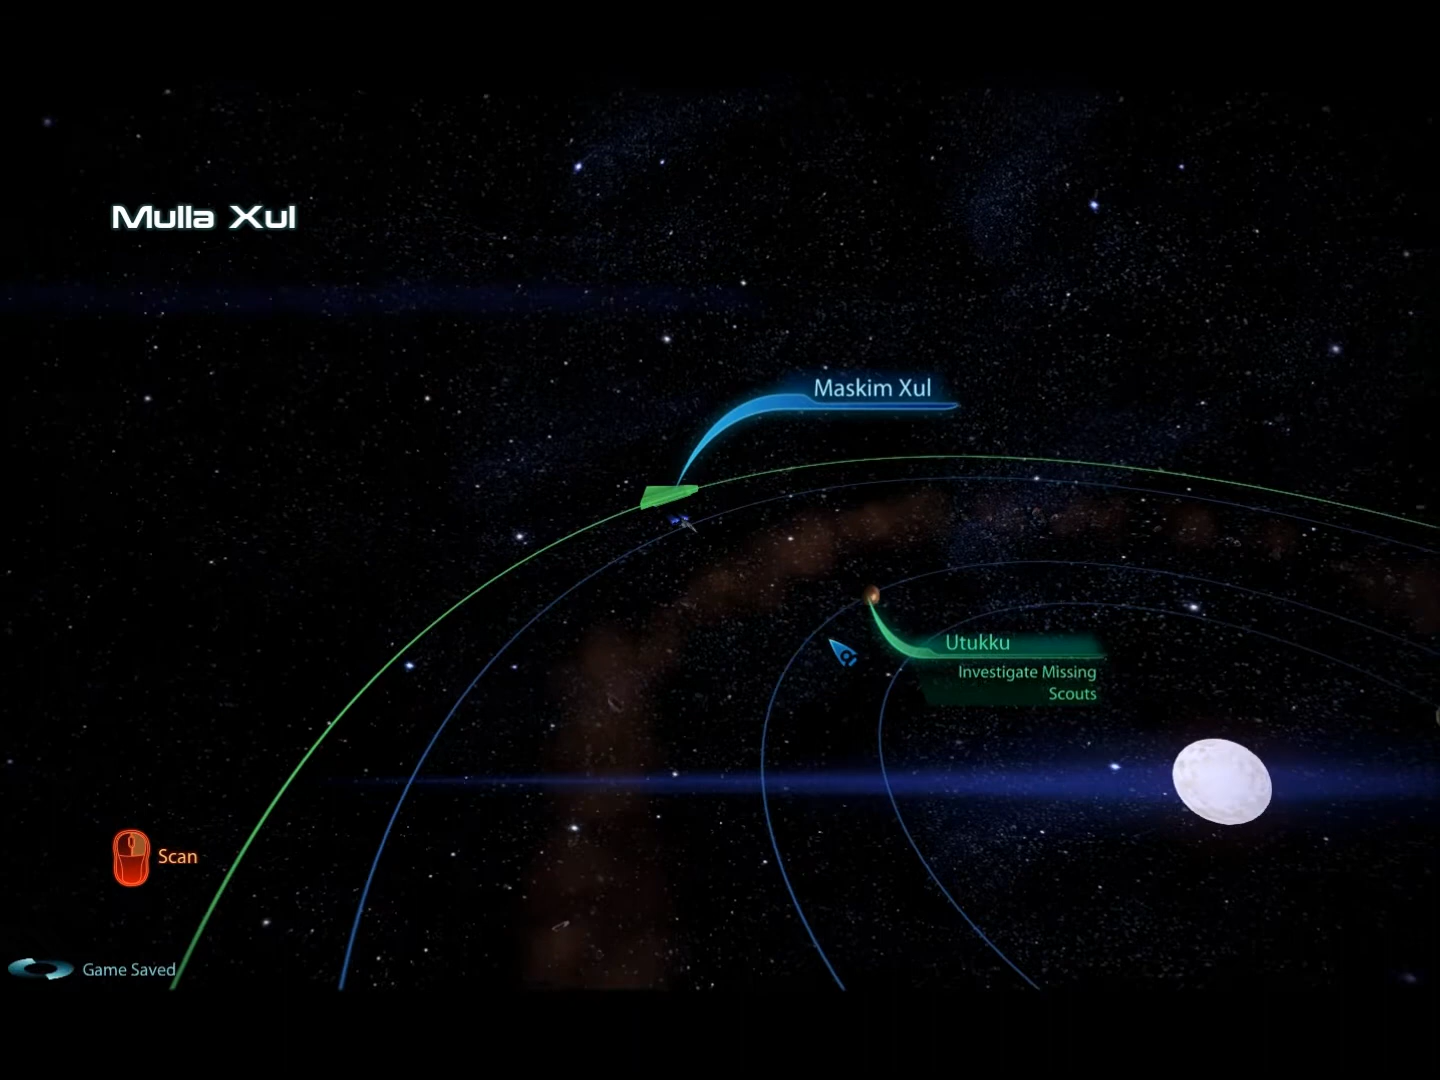 Mulla Xul
Maskim Xul
Utukku
Investigate Missing
Scouts
Scan
Game Saved